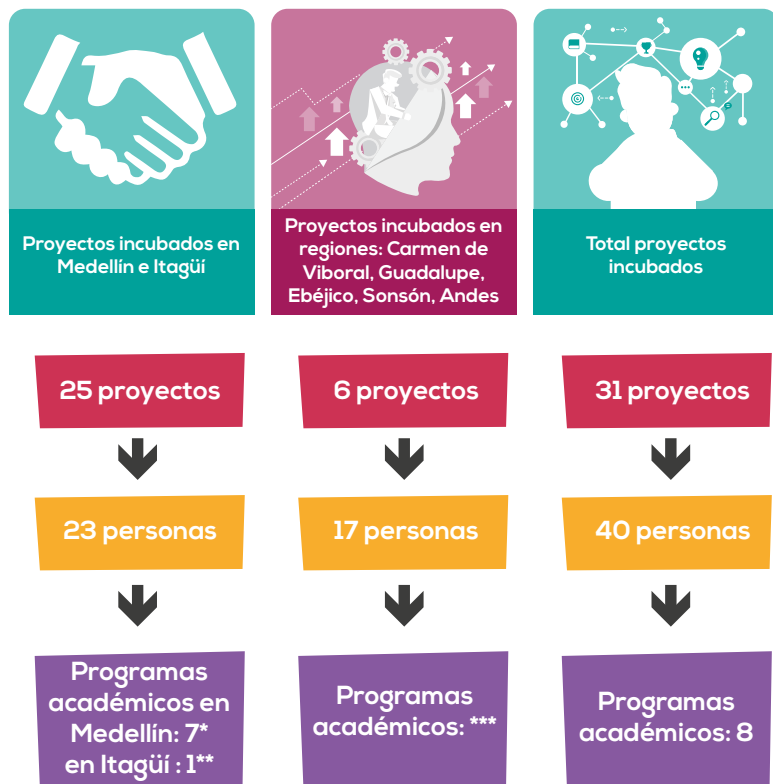 Proyectos incubados en
Medellín e Itagüí
Proyectos incubados en
regiones: Carmen de
Viboral, Guadalupe,
Ebéjico, Sonsón, Andes
Total proyectos
incubados
25 proyectos
6 proyectos
31 proyectos
23 personas
17 personas
40 personas
Programas
académicos en
Medellín: 7*
en Itagüí : 1**
Programas
académicos: ***
Programas
académicos: 8